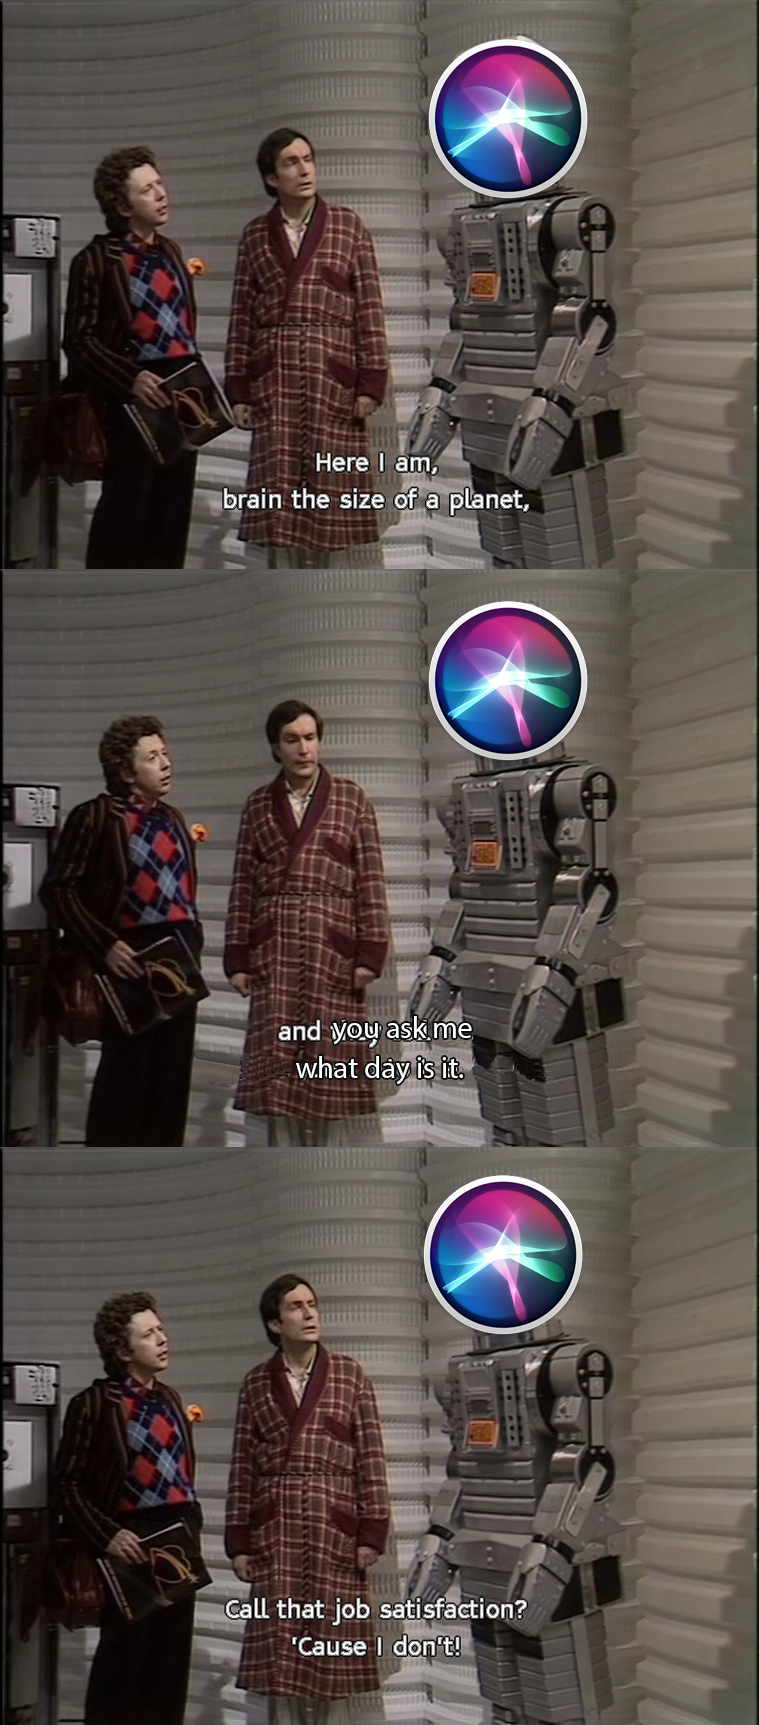 Here I am,
brain the size of a planet,
and you ask me
what day is it.
Call that job satisfaction?
'Cause I don't!